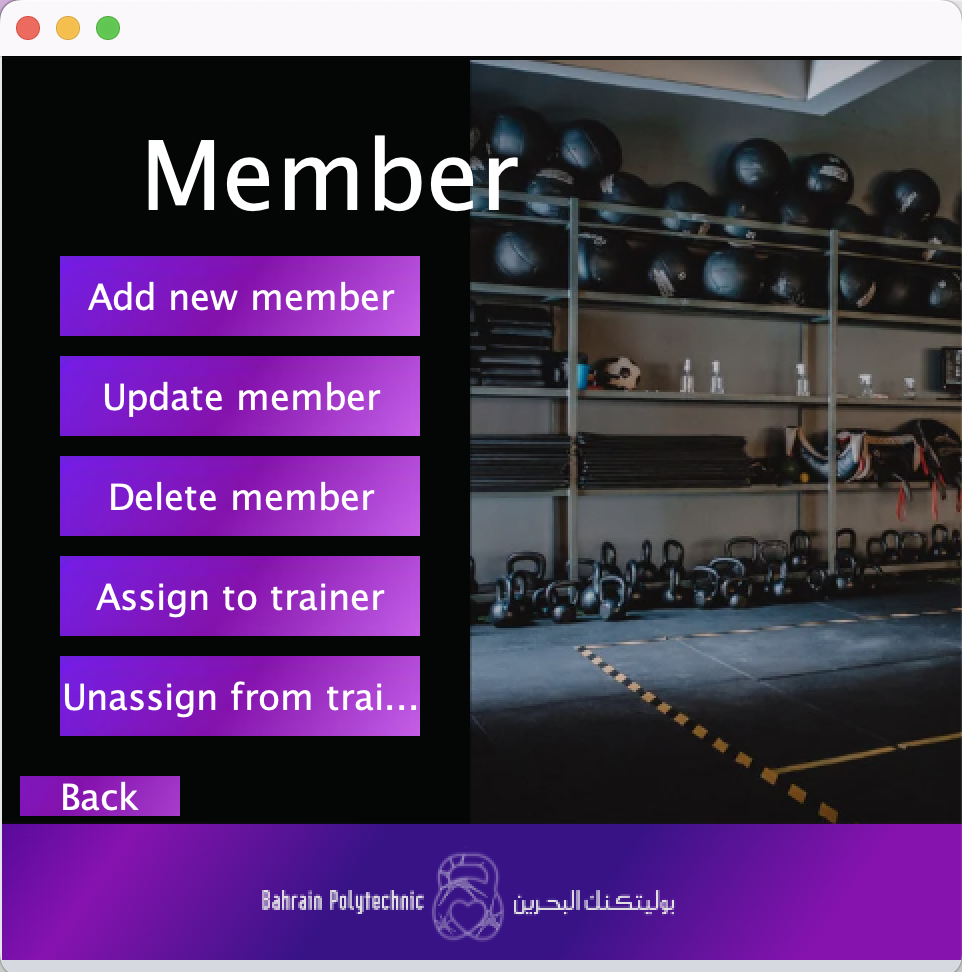 Member
Add new member
Update member
Delete member
Assign to trainer
Unassign from trai...
Back
Bahrain Polytechnic
بوليتكنك البحرين